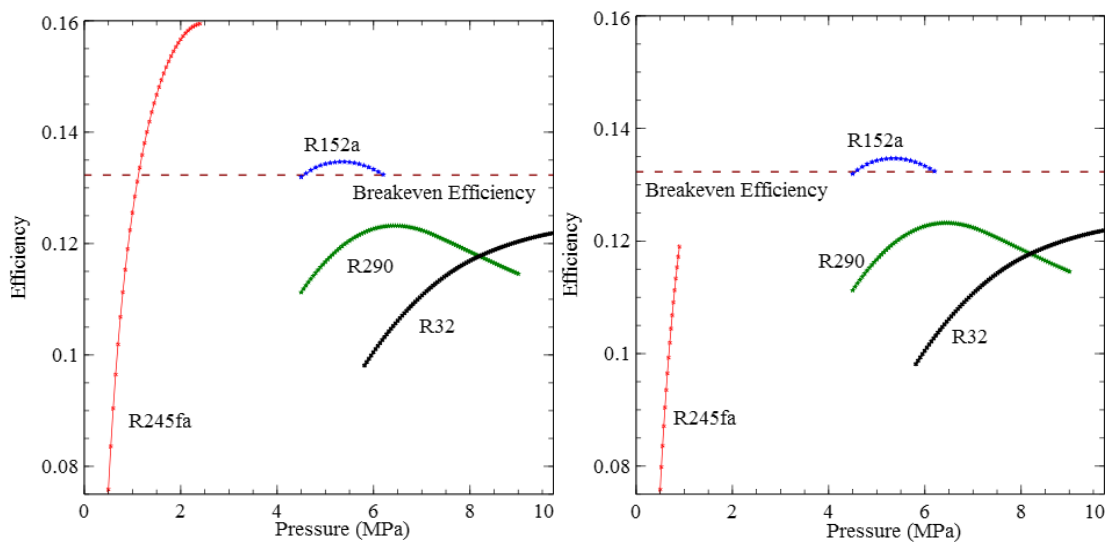 0.16
0.14
0.12
0.1
0.08
Efficiency
R152a
Breakeven Efficiency
R290
R32
R245fa
0
2
4
6
8
10
Pressure (MPa)
0.16
0.14
0.12
0.1
0.08
Efficiency
R152a
Breakeven Efficiency
R290
R32
R245fa
0
2
4
6
8
10
Pressure (MPa)